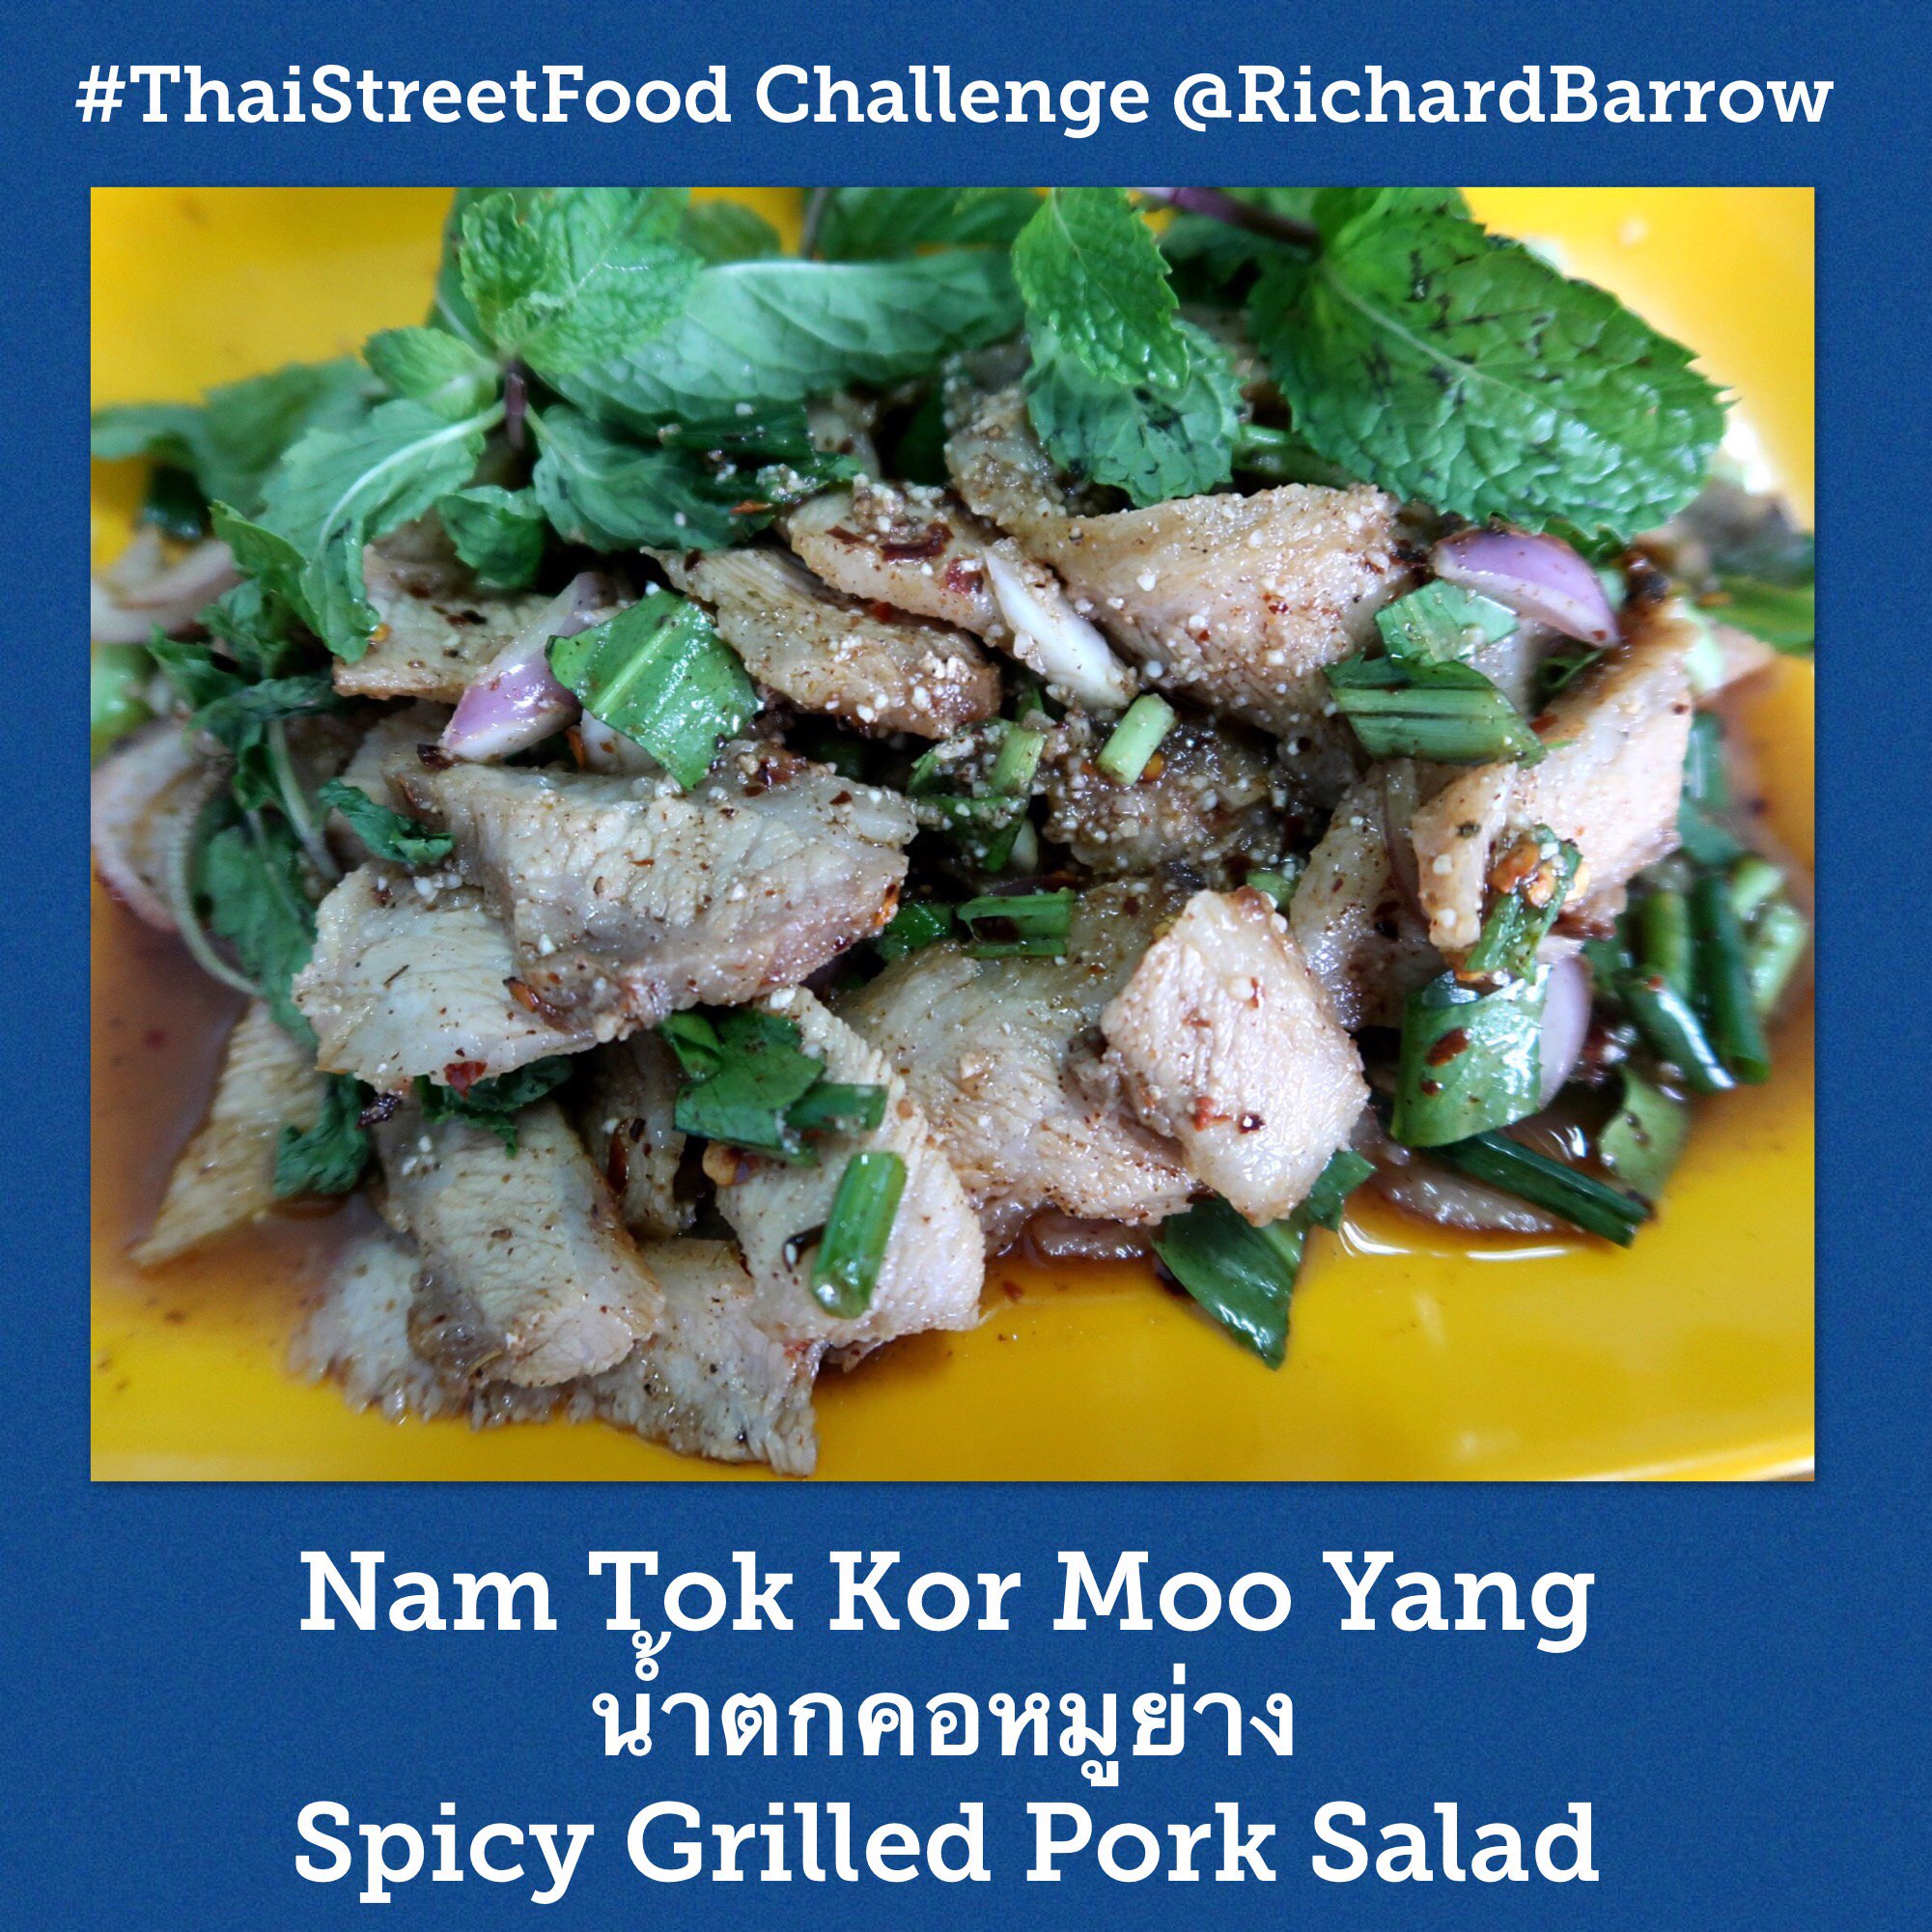 #ThaiStreetFood Challenge @RichardBarrow
Nam Tok Kor Moo Yang
น้ำตกคอหมูย่าง
Spicy Grilled Pork Salad